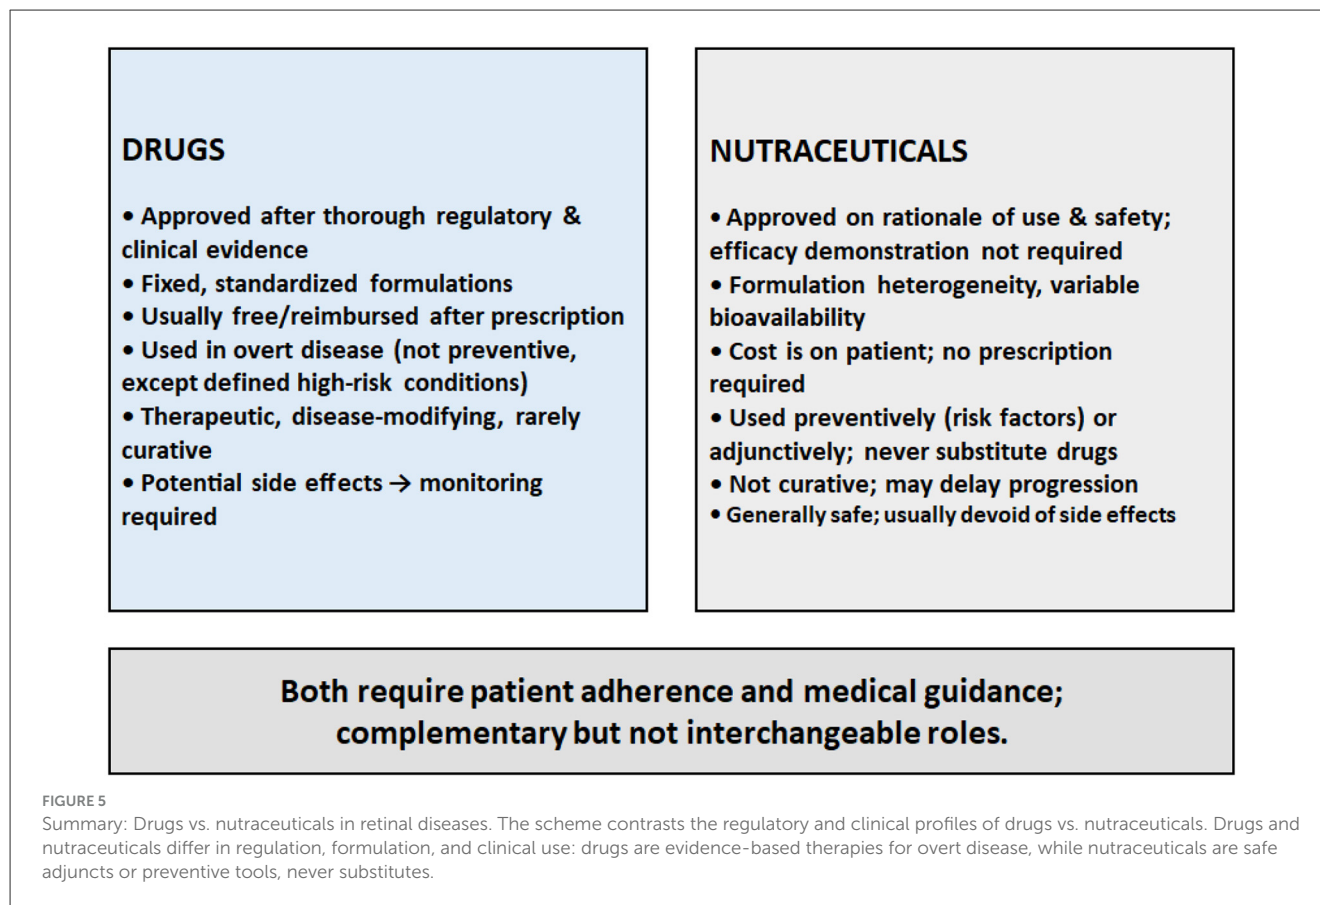 DRUGS
• Approved after thorough regulatory &
clinical evidence
• Fixed, standardized formulations
• Usually free/reimbursed after prescription
• Used in overt disease (not preventive,
except defined high-risk conditions)
• Therapeutic, disease-modifying, rarely
curative
• Potential side effects → monitoring
required
NUTRACEUTICALS
• Approved on rationale of use & safety;
efficacy demonstration not required
• Formulation heterogeneity, variable
bioavailability
• Cost is on patient; no prescription
required
• Used preventively (risk factors) or
adjunctively; never substitute drugs
• Not curative; may delay progression
• Generally safe; usually devoid of side effects
Both require patient adherence and medical guidance;
complementary but not interchangeable roles.
FIGURE 5
Summary: Drugs vs. nutraceuticals in retinal diseases. The scheme contrasts the regulatory and clinical profiles of drugs vs. nutraceuticals. Drugs and
nutraceuticals differ in regulation, formulation, and clinical use: drugs are evidence-based therapies for overt disease, while nutraceuticals are safe
adjuncts or preventive tools, never substitutes.